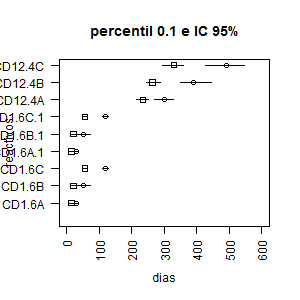 percentil 0.1 e IC 95%
CD12.4C
CD12.4B
CD12.4A
CD1.6C.1
CD1.6B.1
CD1.6A.1
CD1.6C
CD1.6B
CD1.6A
0
100
200
300
400
500
600
dias